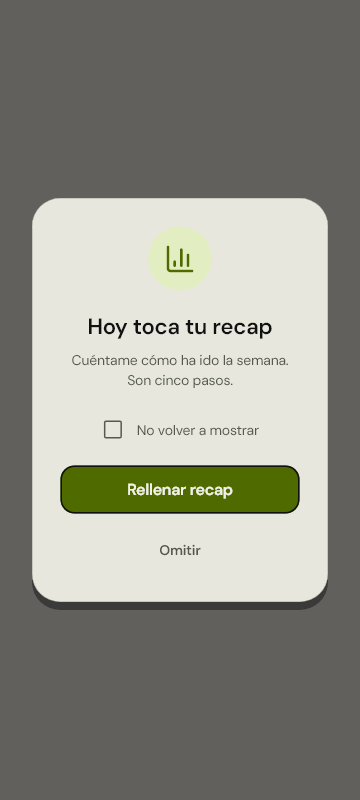 Hoy toca tu recap
Cuéntame cómo ha ido la semana.
Son cinco pasos.
No volver a mostrar
Rellenar recap
Omitir